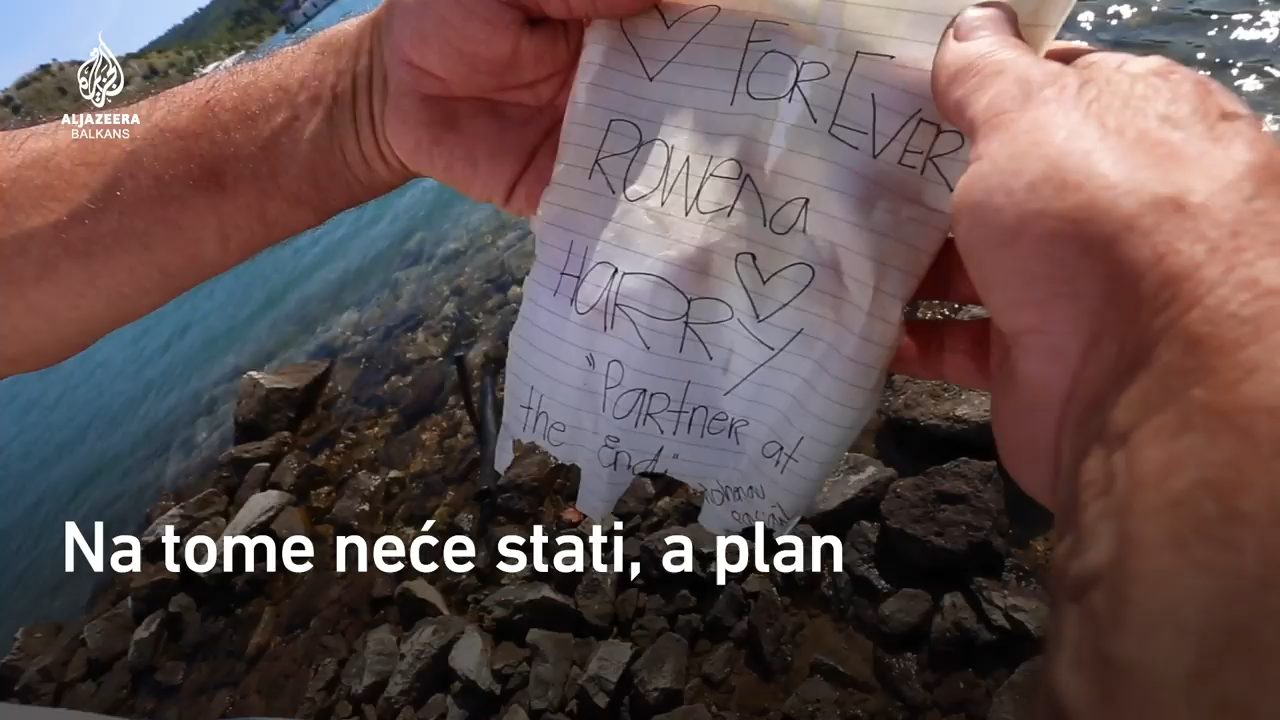 ALJAZEERA
BALKANS
FOREVER
ROWENA
HARRY
"Partner at
the End"
Na tome neće stati, a plan